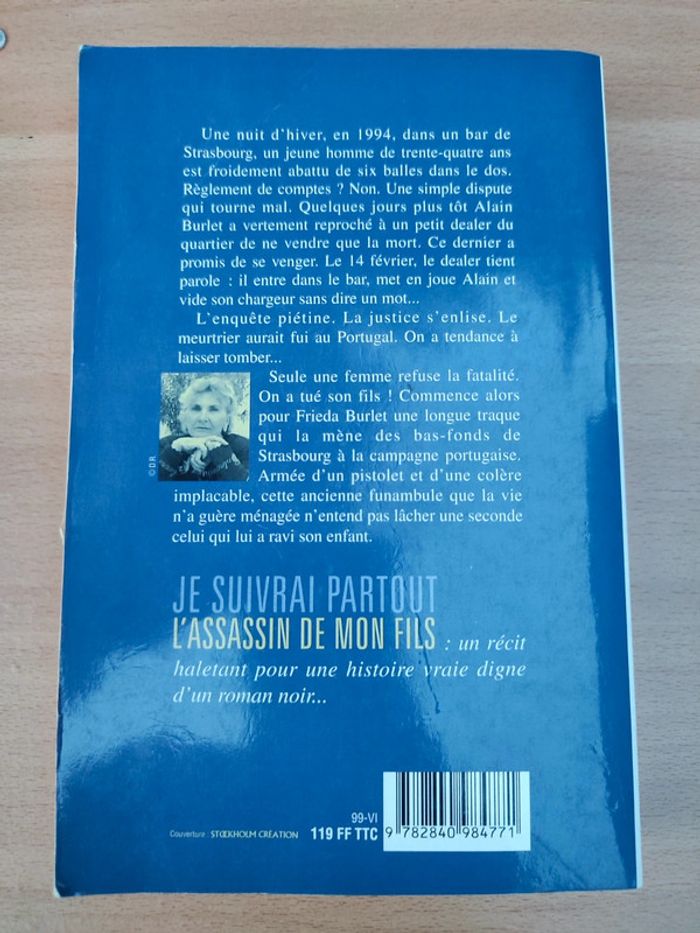 Une nuit d'hiver, en 1994, dans un bar de
Strasbourg, un jeune homme de trente-quatre ans
est froidement abattu de six balles dans le dos.
Règlement de comptes ? Non. Une simple dispute
qui tourne mal. Quelques jours plus tôt Alain
Burlet a vertement reproché à un petit dealer du
quartier de ne vendre que la mort. Ce dernier a
promis de se venger. Le 14 février, le dealer tient
parole : il entre dans le bar, met en joue Alain et
vide son chargeur sans dire un mot...
L'enquête piétine. La justice s'enlise. Le
meurtrier aurait fui au Portugal. On a tendance à
laisser tomber...
Seule une femme refuse la fatalité.
On a tué son fils ! Commence alors
pour Frieda Burlet une longue traque
qui la mène des bas-fonds de
Strasbourg à la campagne portugaise.
Armée d'un pistolet et d'une colère
implacable, cette ancienne funambule que la vie
n'a guère ménagée n'entend pas lâcher une seconde
celui qui lui a ravi son enfant.
© D.R.
JE SUIVRAI PARTOUT
L'ASSASSIN DE MON FILS : un récit
haletant pour une histoire vraie digne
d'un roman noir...
99-VI
Couverture : STŒKHOLM CRÉATION 119 FF TTC
9 782840 984771